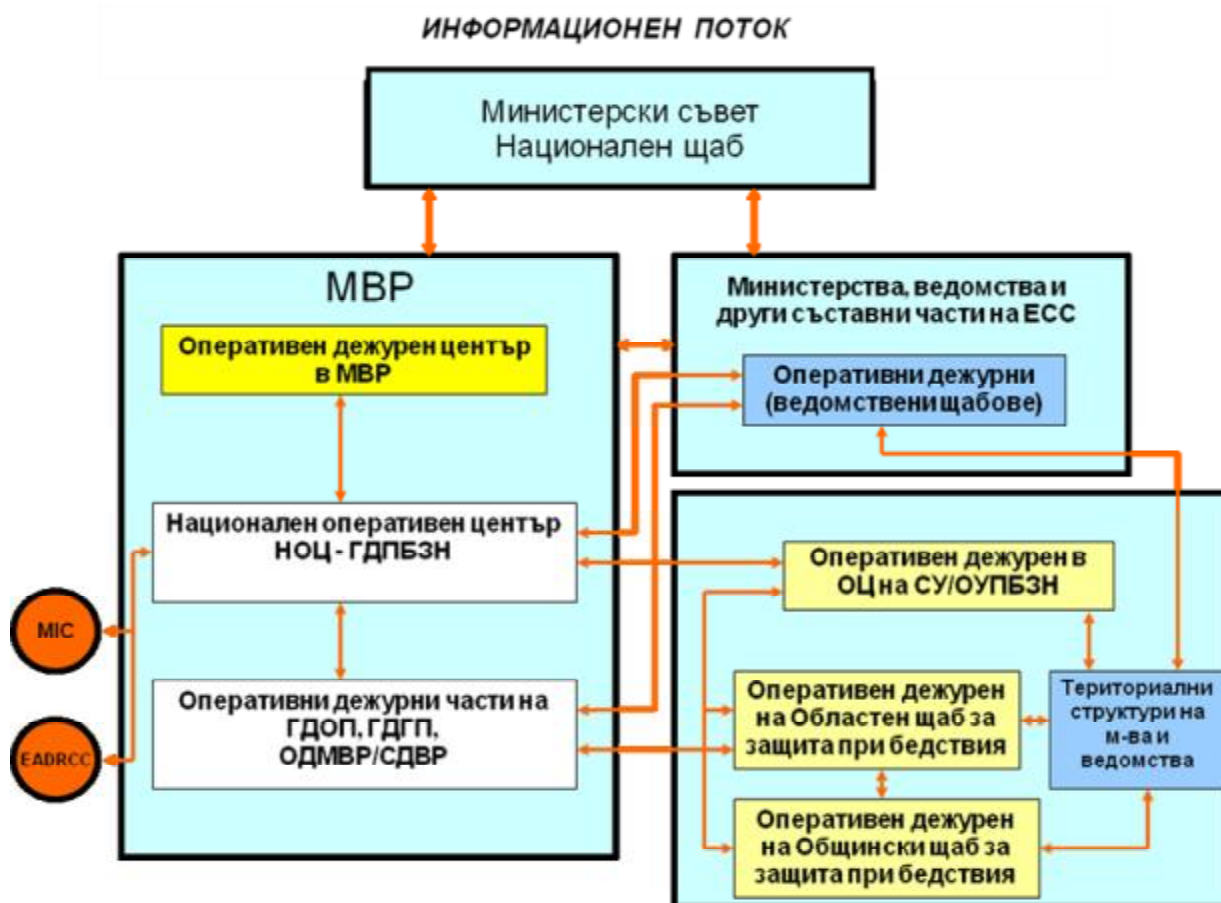 ИНФОРМАЦИОНЕН ПОТОК
Министерски съвет
Национален щаб
МВР
Оперативен дежурен център
в МВР
Национален оперативен център
НОЦ - ГДПБЗН
Оперативни дежурни части на
ГДОП, ГДГП,
ОДМВР/СДВР
MIC
EADRCC
Министерства, ведомства и
други съставни части на ЕСС
Оперативни дежурни
(ведомствени щабове)
Оперативен дежурен в
ОЦ на СУ/ОУПБЗН
Оперативен дежурен
на Областен щаб за
защита при бедствия
Териториални
структури на
м-ва и
ведомства
Оперативен дежурен
на Общински щаб за
защита при бедствия